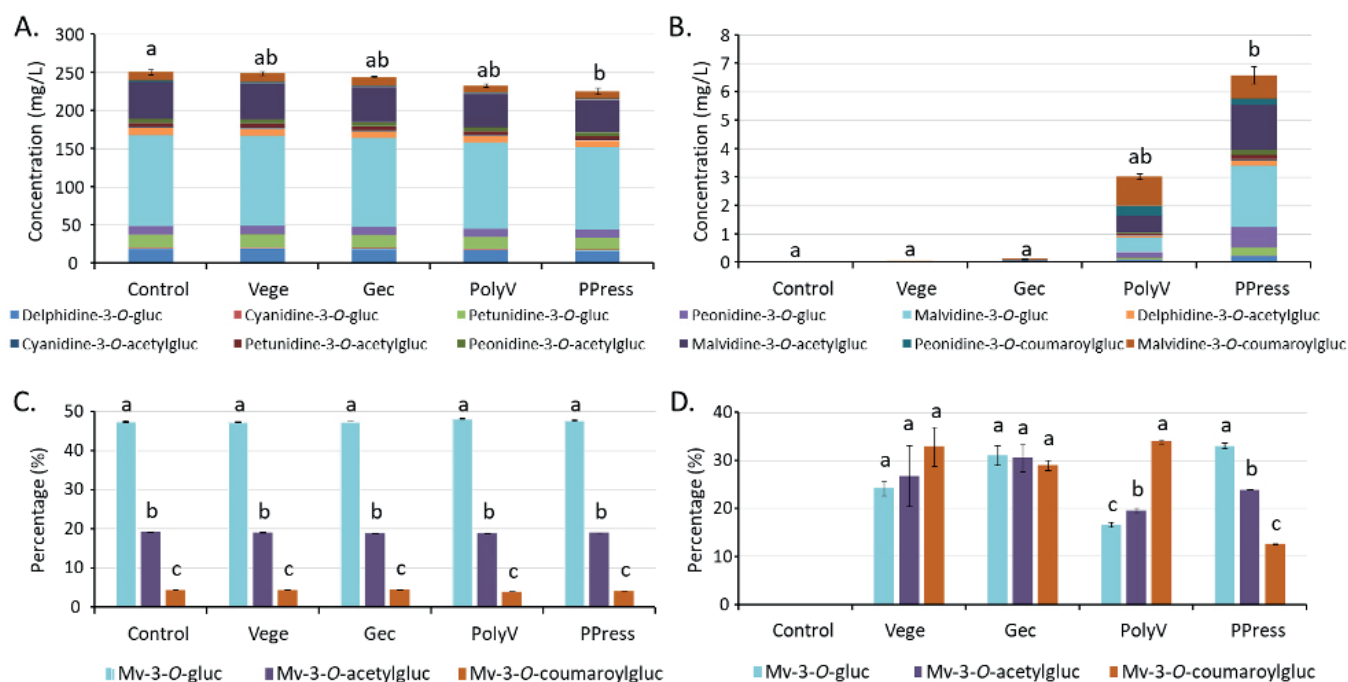 A.
Concentration (mg/L)
300
250
200
150
100
50
0
a
ab
ab
ab
b
Control
Vege
Gec
PolyV
PPress
B.
Concentration (mg/L)
8
7
6
5
4
3
2
1
0
a
a
a
ab
b
Control
Vege
Gec
PolyV
PPress
Delphidine-3-O-gluc
Cyanidine-3-O-gluc
Petunidine-3-O-gluc
Peonidine-3-O-gluc
Malvidine-3-O-gluc
Delphidine-3-O-acetylgluc
Cyanidine-3-O-acetylgluc
Petunidine-3-O-acetylgluc
Peonidine-3-O-acetylgluc
Malvidine-3-O-acetylgluc
Peonidine-3-O-coumaroylgluc
Malvidine-3-O-coumaroylgluc
C.
Percentage (%)
50
40
30
20
10
0
a
b
c
a
b
c
a
b
c
a
b
c
a
b
c
Control
Vege
Gec
PolyV
PPress
Mv-3-O-gluc
Mv-3-O-acetylgluc
Mv-3-O-coumaroylgluc
D.
Percentage (%)
40
30
20
10
0
a
a
a
a
a
a
c
b
a
a
b
c
Control
Vege
Gec
PolyV
PPress
Mv-3-O-gluc
Mv-3-O-acetylgluc
Mv-3-O-coumaroylgluc